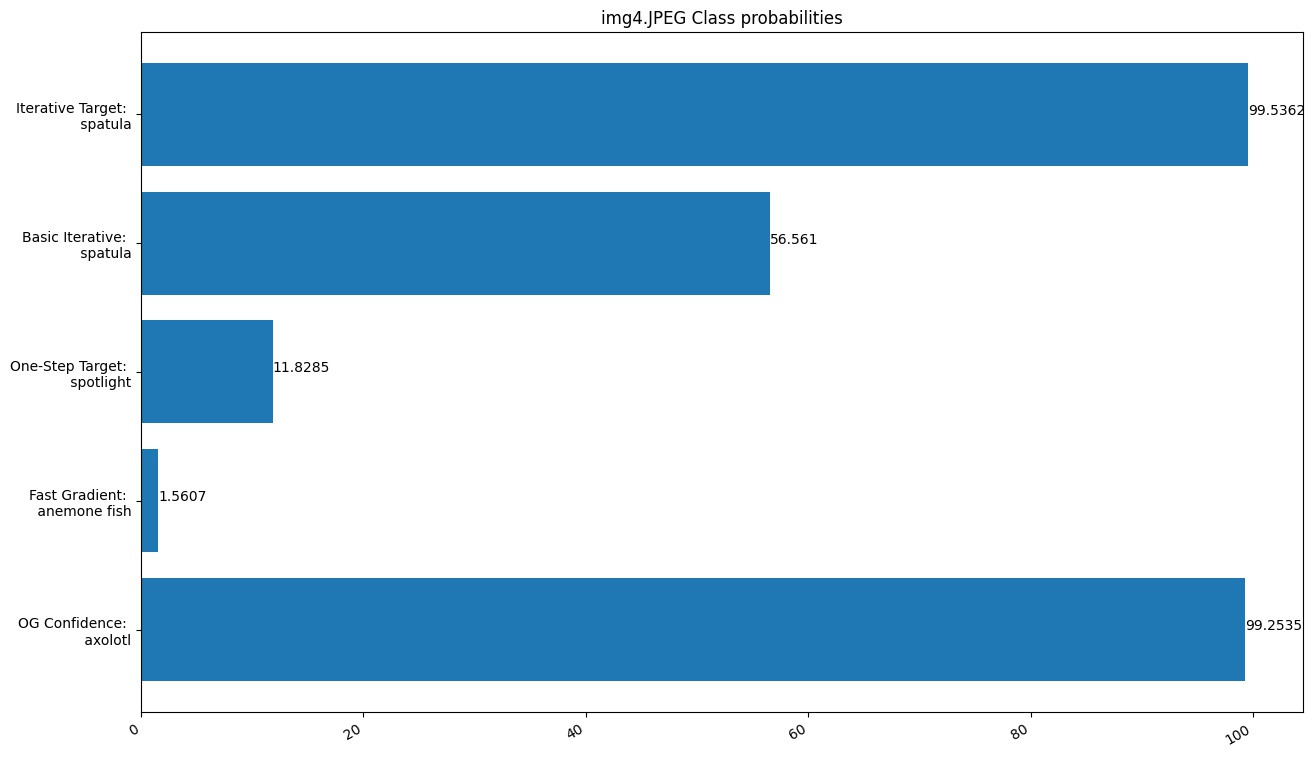 img4.JPEG Class probabilities
Iterative Target:
spatula
99.5362
Basic Iterative:
spatula
56.561
One-Step Target:
spotlight
11.8285
Fast Gradient:
anemone fish
1.5607
OG Confidence:
axolotl
99.2535
0 20 40 60 80 100